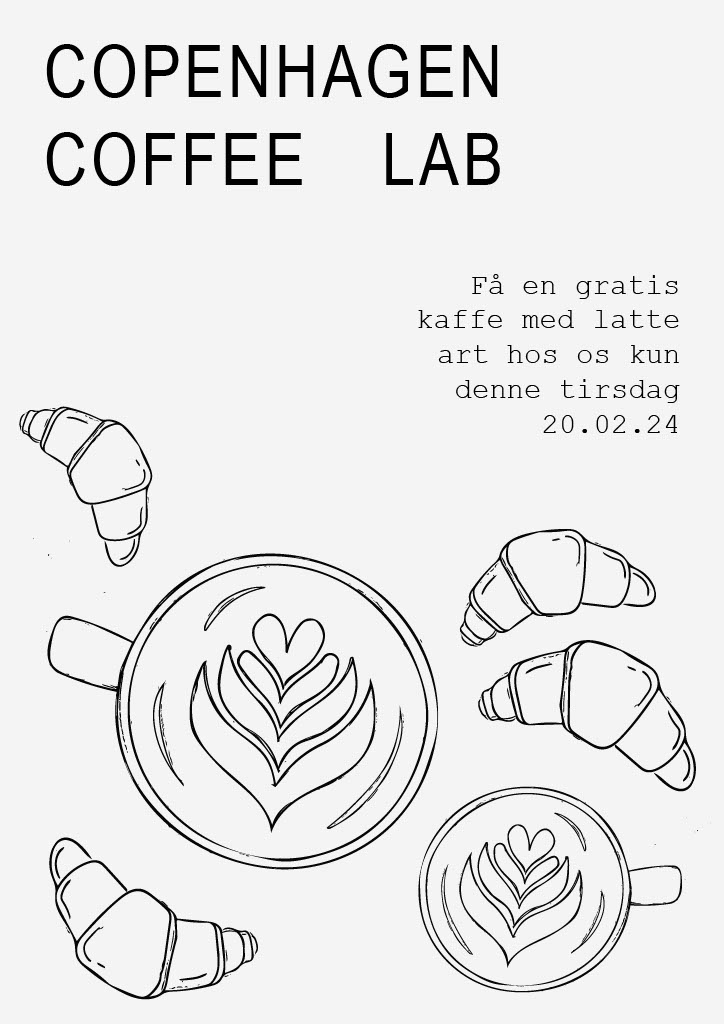 COPENHAGEN
COFFEE LAB
Få en gratis
kaffe med latte
art hos os kun
denne tirsdag
20.02.24